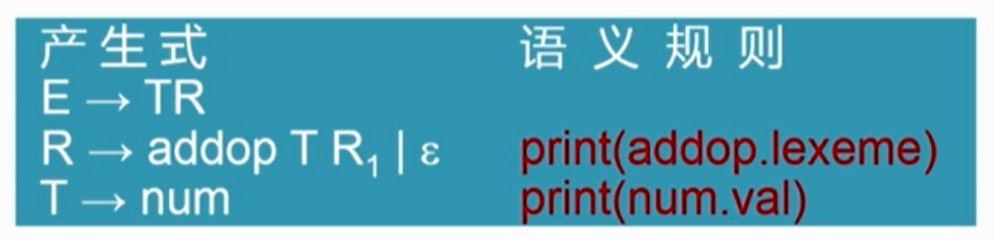 产生式 语义规则
E → TR
R → addop T R₁ | ε print(addop.lexeme)
T → num print(num.val)